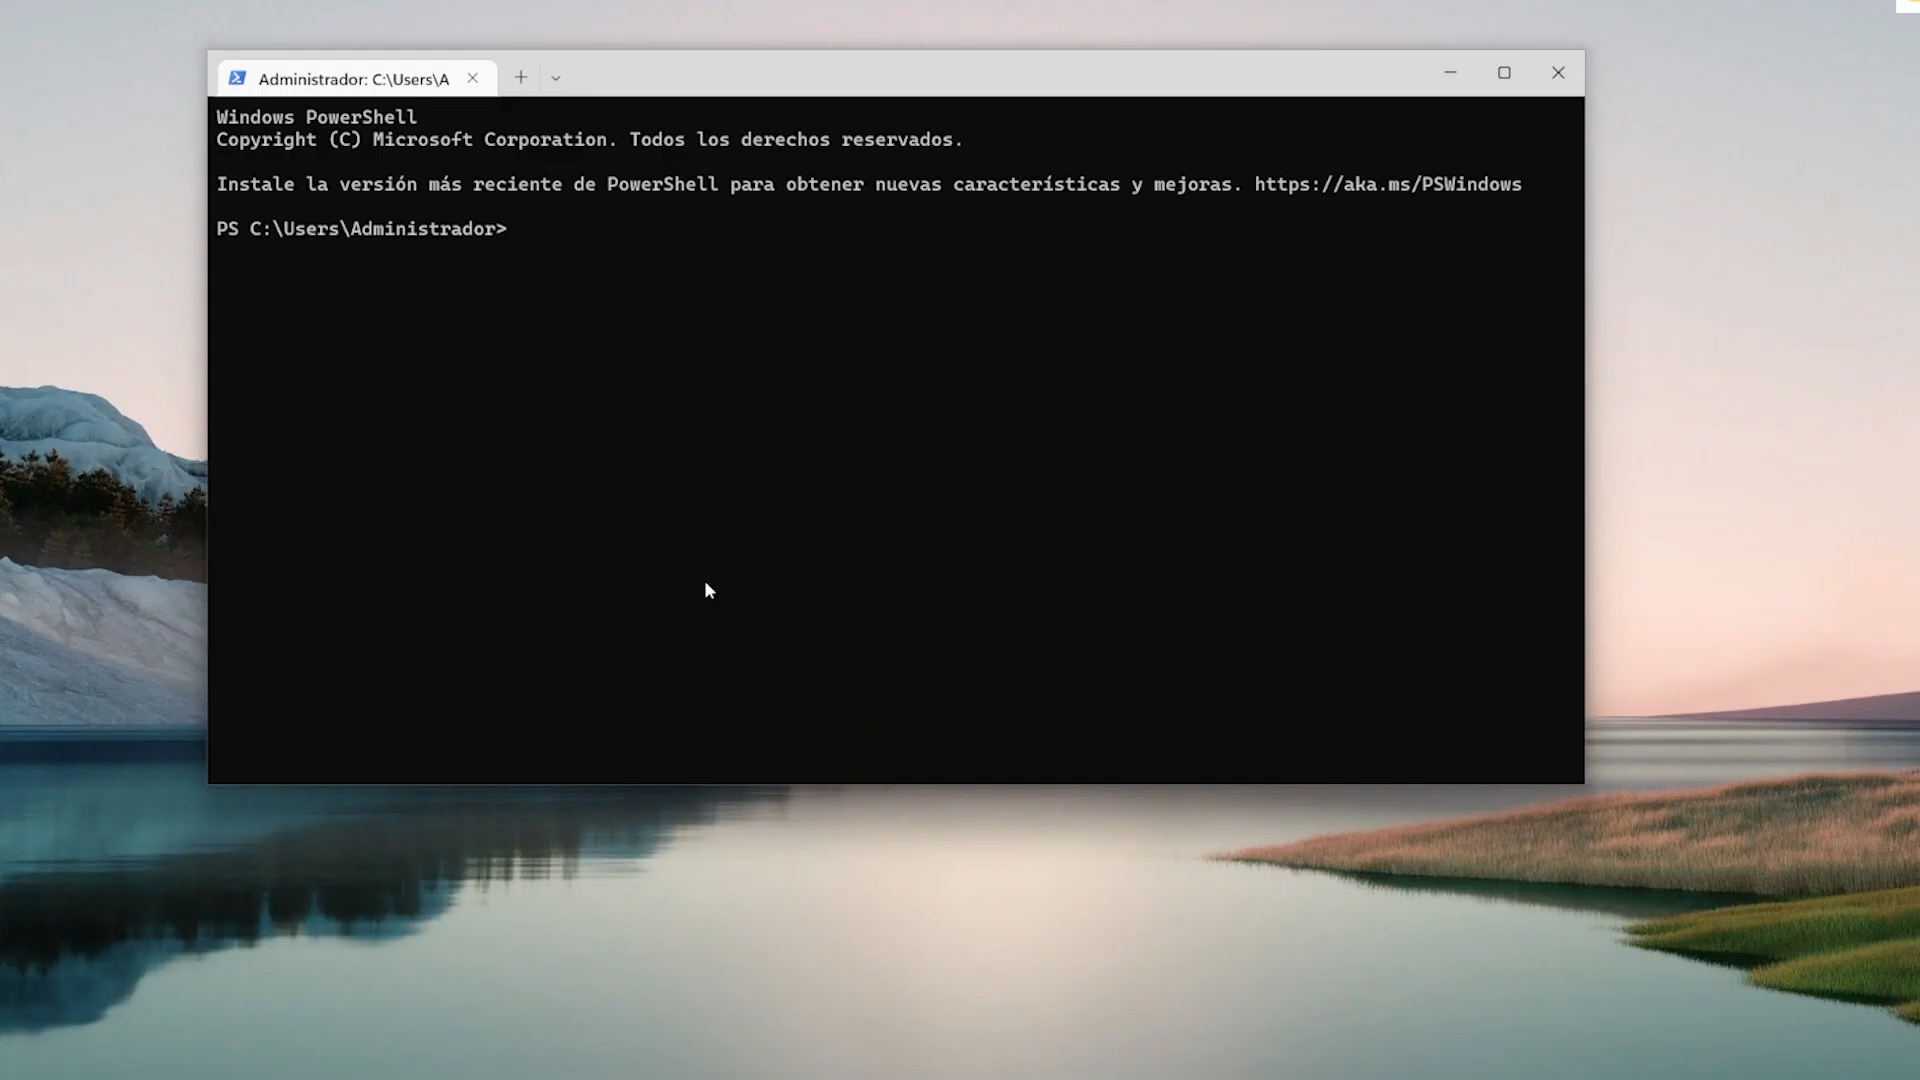 Administrador: C:\Users\A
Windows PowerShell
Copyright (C) Microsoft Corporation. Todos los derechos reservados.
Instale la versión más reciente de PowerShell para obtener nuevas características y mejoras. https://aka.ms/PSWindows
PS C:\Users\Administrador>